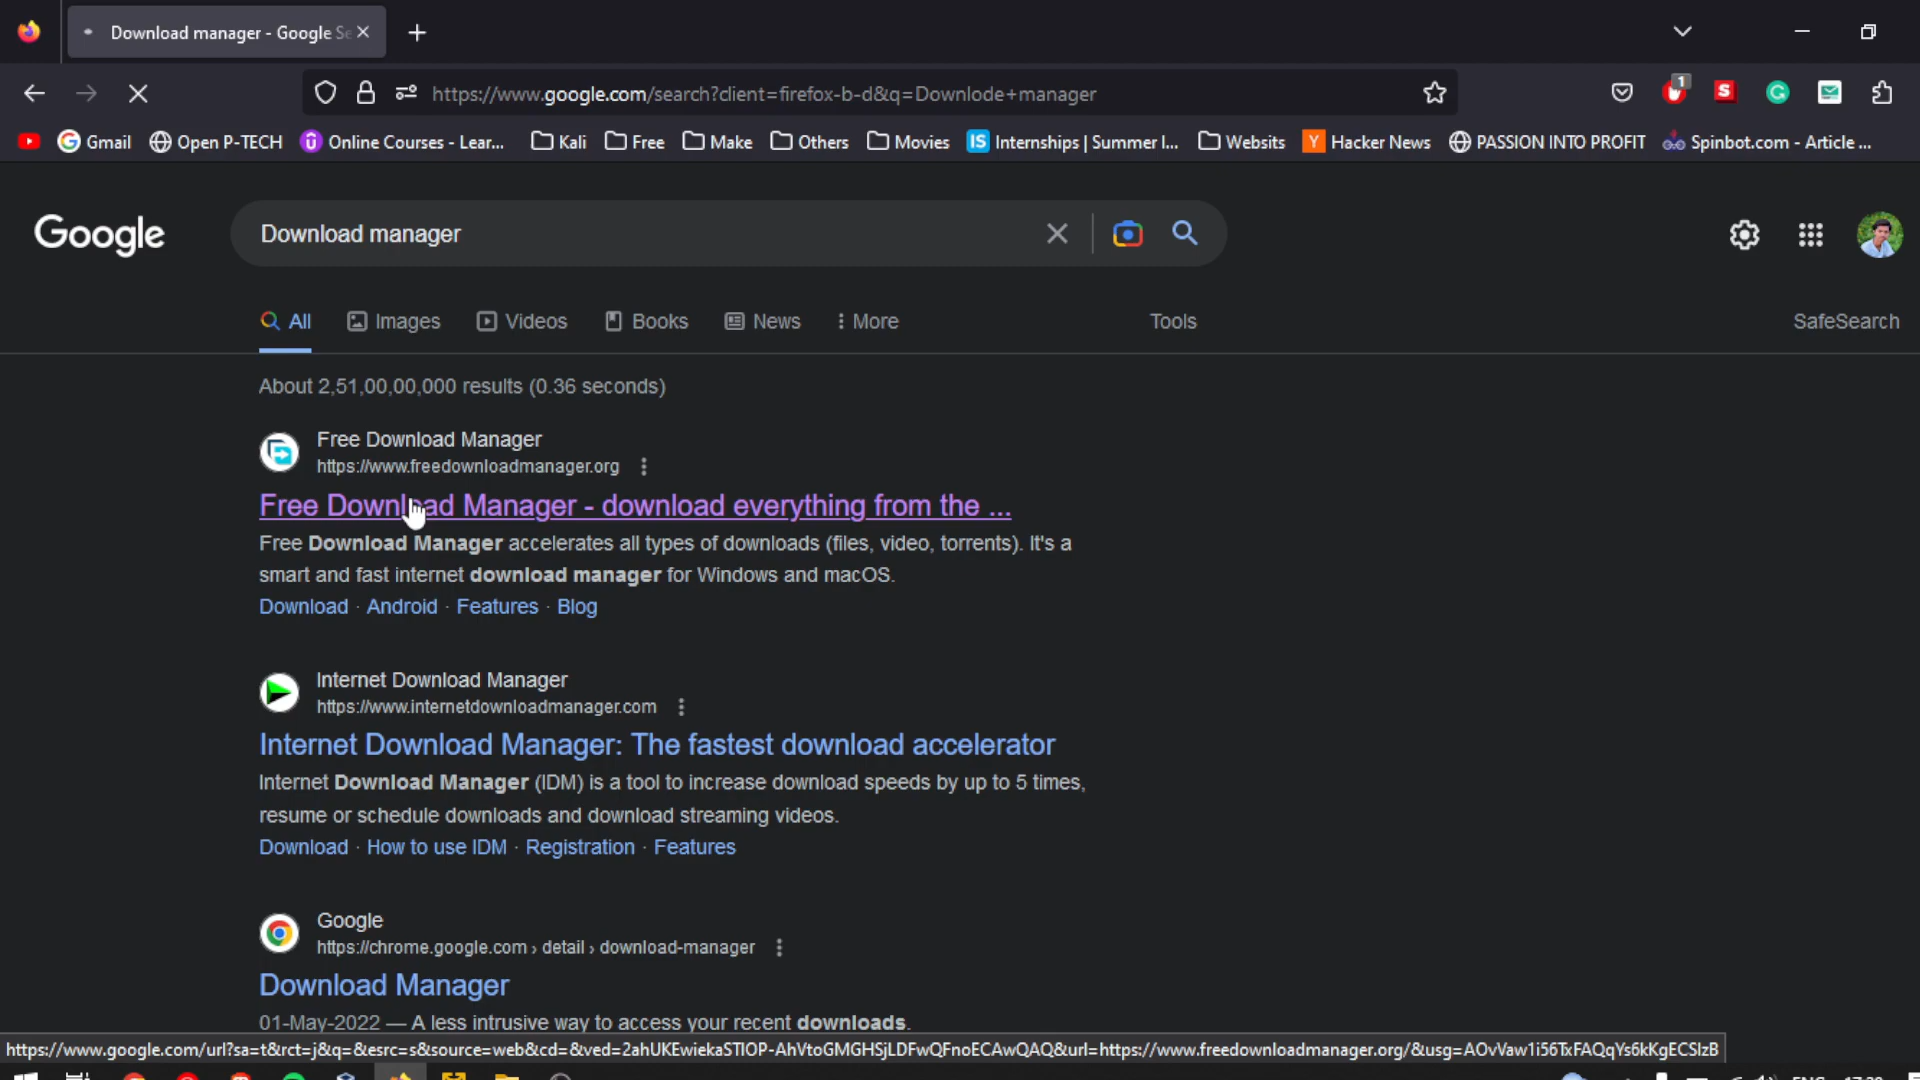 Download manager - Google Se
https://www.google.com/search?client=firefox-b-d&q=Downlode+manager
1
Gmail
Open P-TECH
Online Courses - Lear...
Kali
Free
Make
Others
Movies
Internships | Summer I...
Websits
Hacker News
PASSION INTO PROFIT
Spinbot.com - Article ...
Google
Download manager
All
Images
Videos
Books
News
More
Tools
SafeSearch
About 2,51,00,00,000 results (0.36 seconds)
Free Download Manager
https://www.freedownloadmanager.org
Free Download Manager - download everything from the ...
Free Download Manager accelerates all types of downloads (files, video, torrents). It's a
smart and fast internet download manager for Windows and macOS.
Download · Android · Features · Blog
Internet Download Manager
https://www.internetdownloadmanager.com
Internet Download Manager: The fastest download accelerator
Internet Download Manager (IDM) is a tool to increase download speeds by up to 5 times,
resume or schedule downloads and download streaming videos.
Download · How to use IDM · Registration · Features
Google
https://chrome.google.com › detail › download-manager
Download Manager
01-May-2022 — A less intrusive way to access your recent downloads.
https://www.google.com/url?sa=t&rct=j&q=&esrc=s&source=web&cd=&ved=2ahUKEwiekaSTIOP-AhVtoGMGHSjLDFwQFnoECAwQAQ&url=https://www.freedownloadmanager.org/&usg=AOvVaw1i56TxFAQqYs6kKgECSIzB